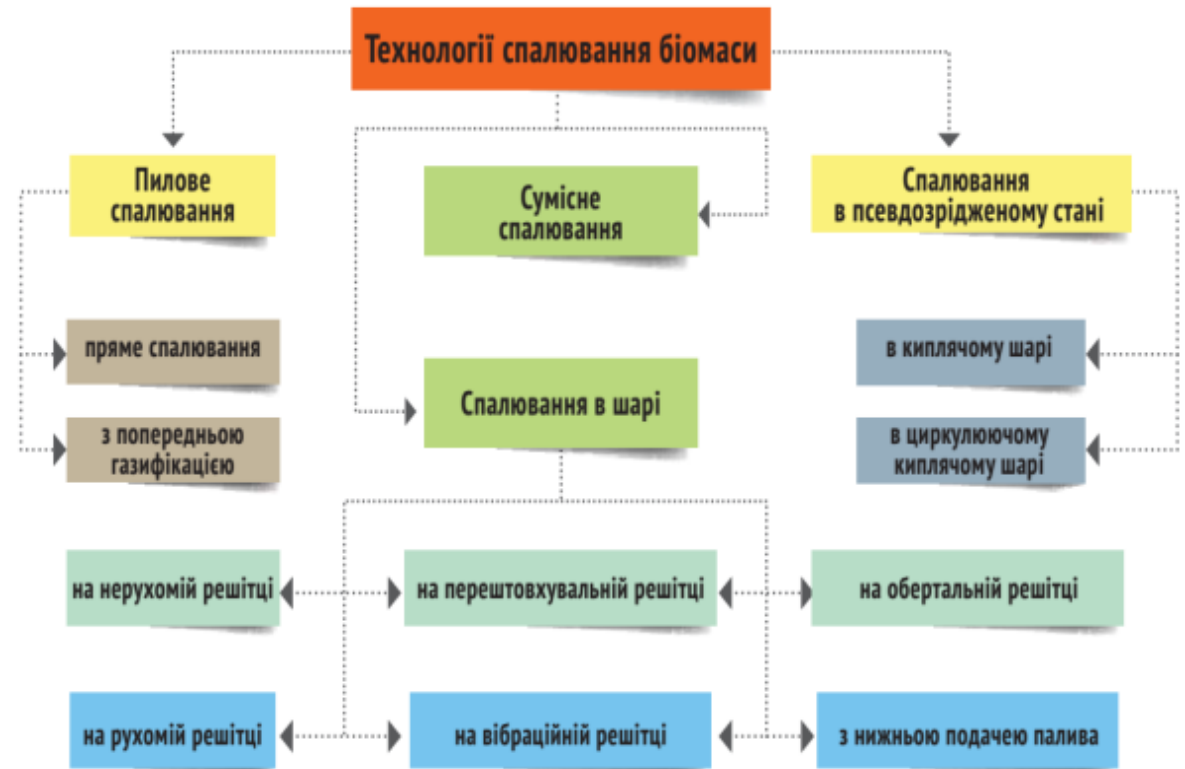 Технології спалювання біомаси
Пилове
спалювання
Сумісне
спалювання
Спалювання
в псевдозрідженому стані
пряме спалювання
в киплячому шарі
Спалювання в шарі
з попередньою
газифікацією
в циркулюючому
киплячому шарі
на нерухомій решітці
на перештовхувальній решітці
на обертальній решітці
на рухомій решітці
на вібраційній решітці
з нижньою подачею палива